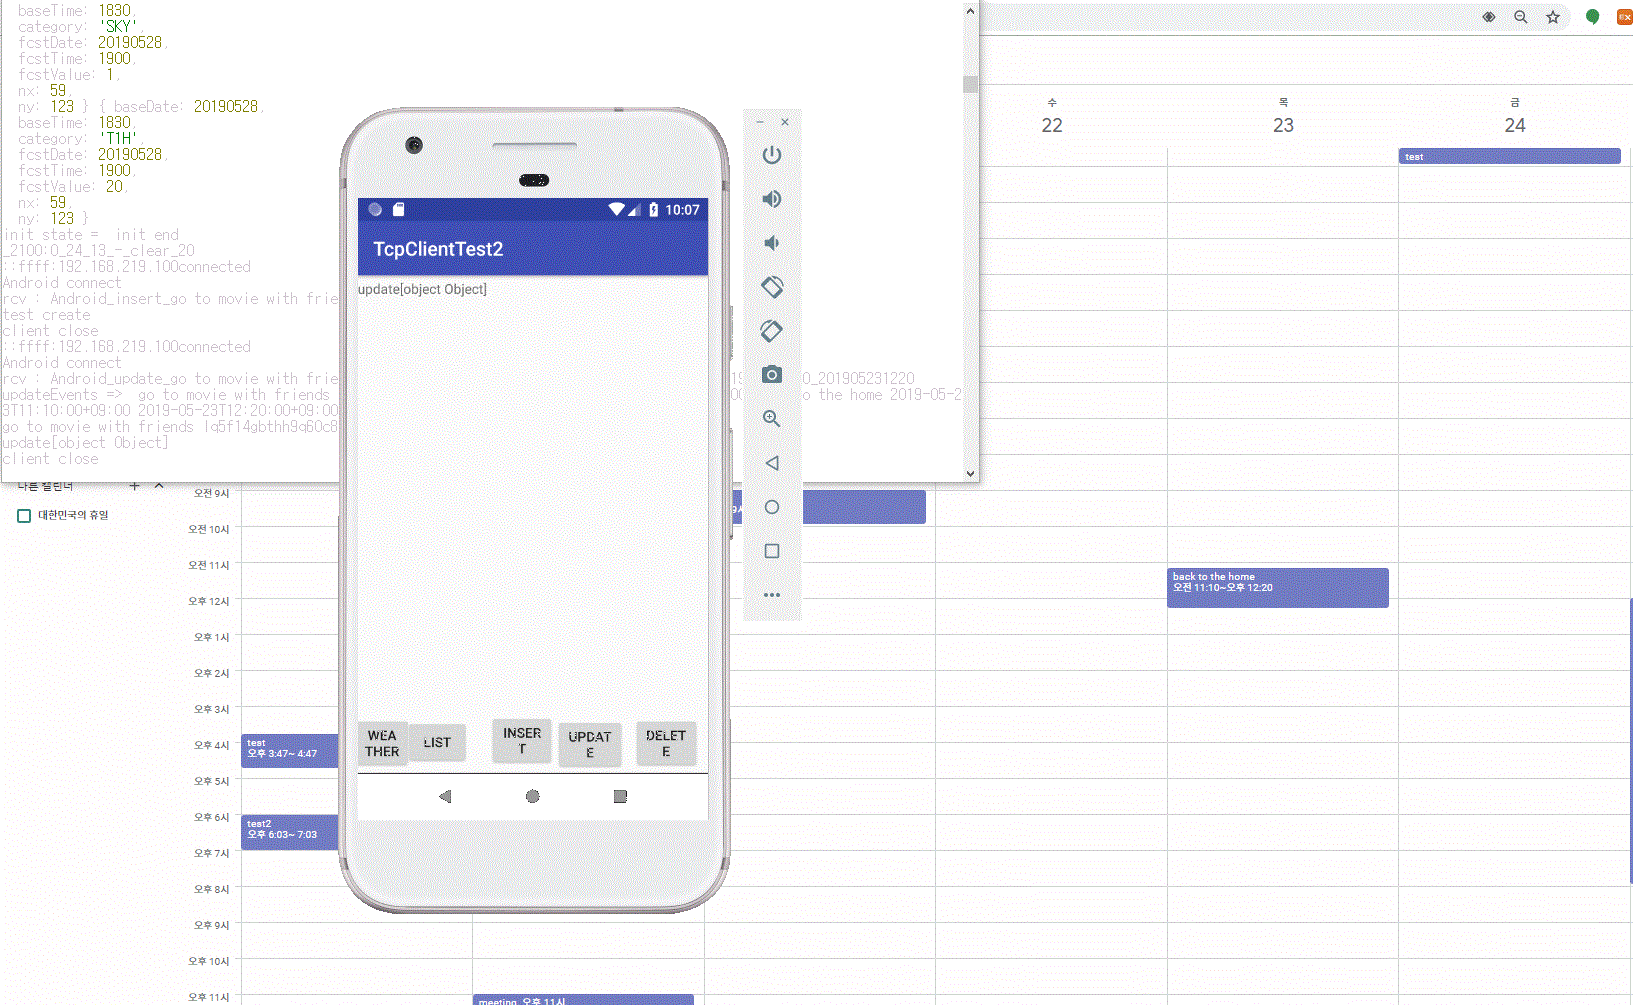 baseTime: 1830,
category: 'SKY',
fcstDate: 20190528,
fcstTime: 1900,
fcstValue: 1,
nx: 59,
ny: 123 } { baseDate: 20190528,
baseTime: 1830,
category: 'T1H',
fcstDate: 20190528,
fcstTime: 1900,
fcstValue: 20,
nx: 59,
ny: 123 }
init state =  init end
_2100:0_24_13_-_clear_20
::ffff:192.168.219.100connected
Android connect
rcv : Android_insert_go to movie with frie
test create
client close
::ffff:192.168.219.100connected
Android connect
rcv : Android_update_go to movie with frie 0_201905231220
updateEvents =>  go to movie with friends o the home 2019-05-2
3T11:10:00+09:00 2019-05-23T12:20:00+09:00
go to movie with friends lq5f14gbthh9q60c8
update[object Object]
client close
10:07
TcpClientTest2
update[object Object]
WEA
THER
LIST
INSER
T
UPDAT
E
DELET
E
수
22
목
23
금
24
test
다른 캘린더
대한민국의 휴일
오전 9시
오전 10시
오전 11시
오후 12시
오후 1시
오후 2시
오후 3시
오후 4시
오후 5시
오후 6시
오후 7시
오후 8시
오후 9시
오후 10시
오후 11시
test
오후 3:47~ 4:47
test2
오후 6:03~ 7:03
meeting, 오후 11시
back to the home
오전 11:10~오후 12:20